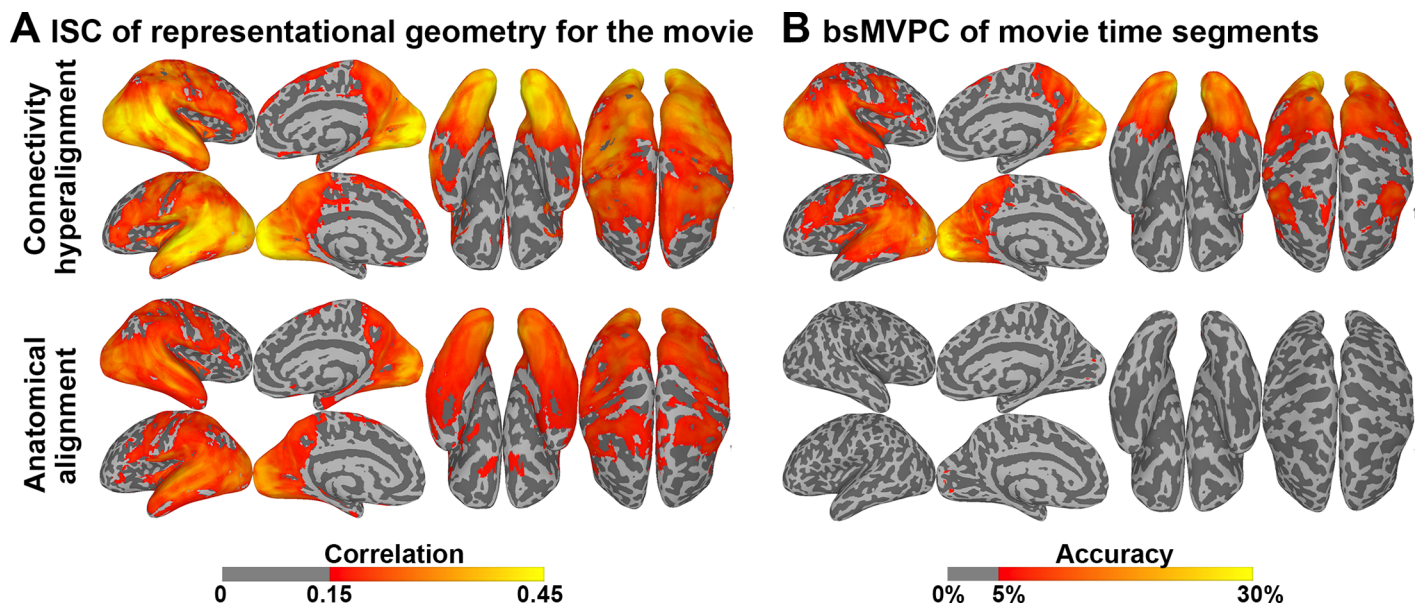 A ISC of representational geometry for the movie
B bsMVPC of movie time segments
Connectivity
hyperalignment
Anatomical
alignment
Correlation
0 0.15 0.45
Accuracy
0% 5% 30%